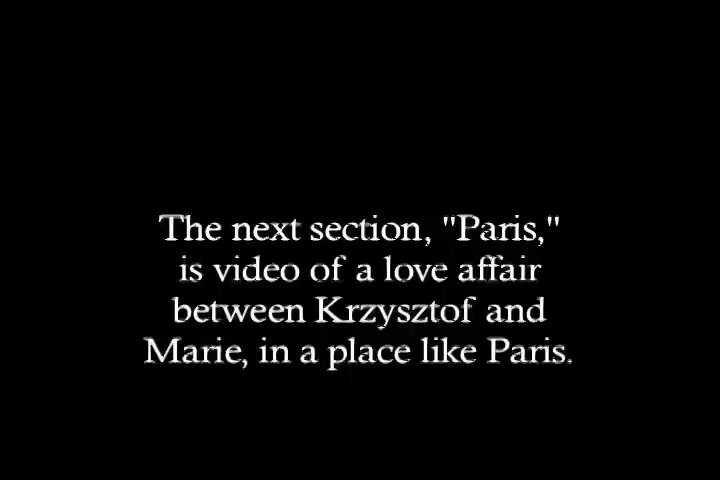 The next section, "Paris,"
is video of a love affair
between Krzysztof and
Marie, in a place like Paris.